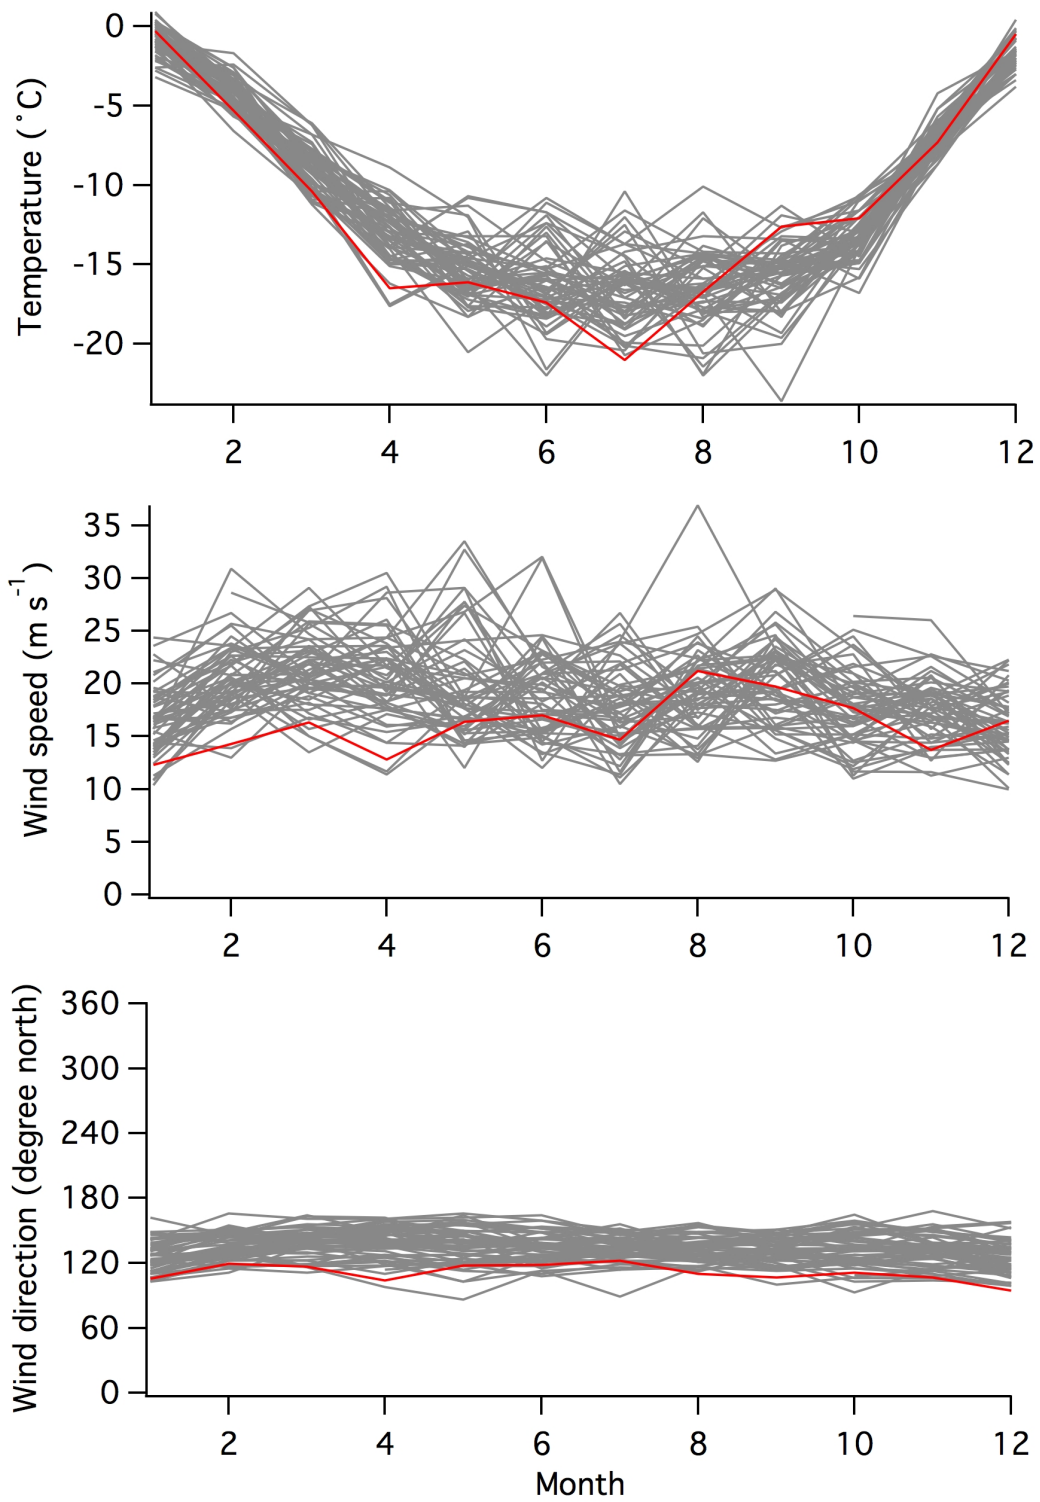 Temperature (˚C)
0
-5
-10
-15
-20
2 4 6 8 10 12
Wind speed (m s⁻¹)
35
30
25
20
15
10
5
0
2 4 6 8 10 12
Wind direction (degree north)
360
300
240
180
120
60
0
2 4 6 8 10 12
Month